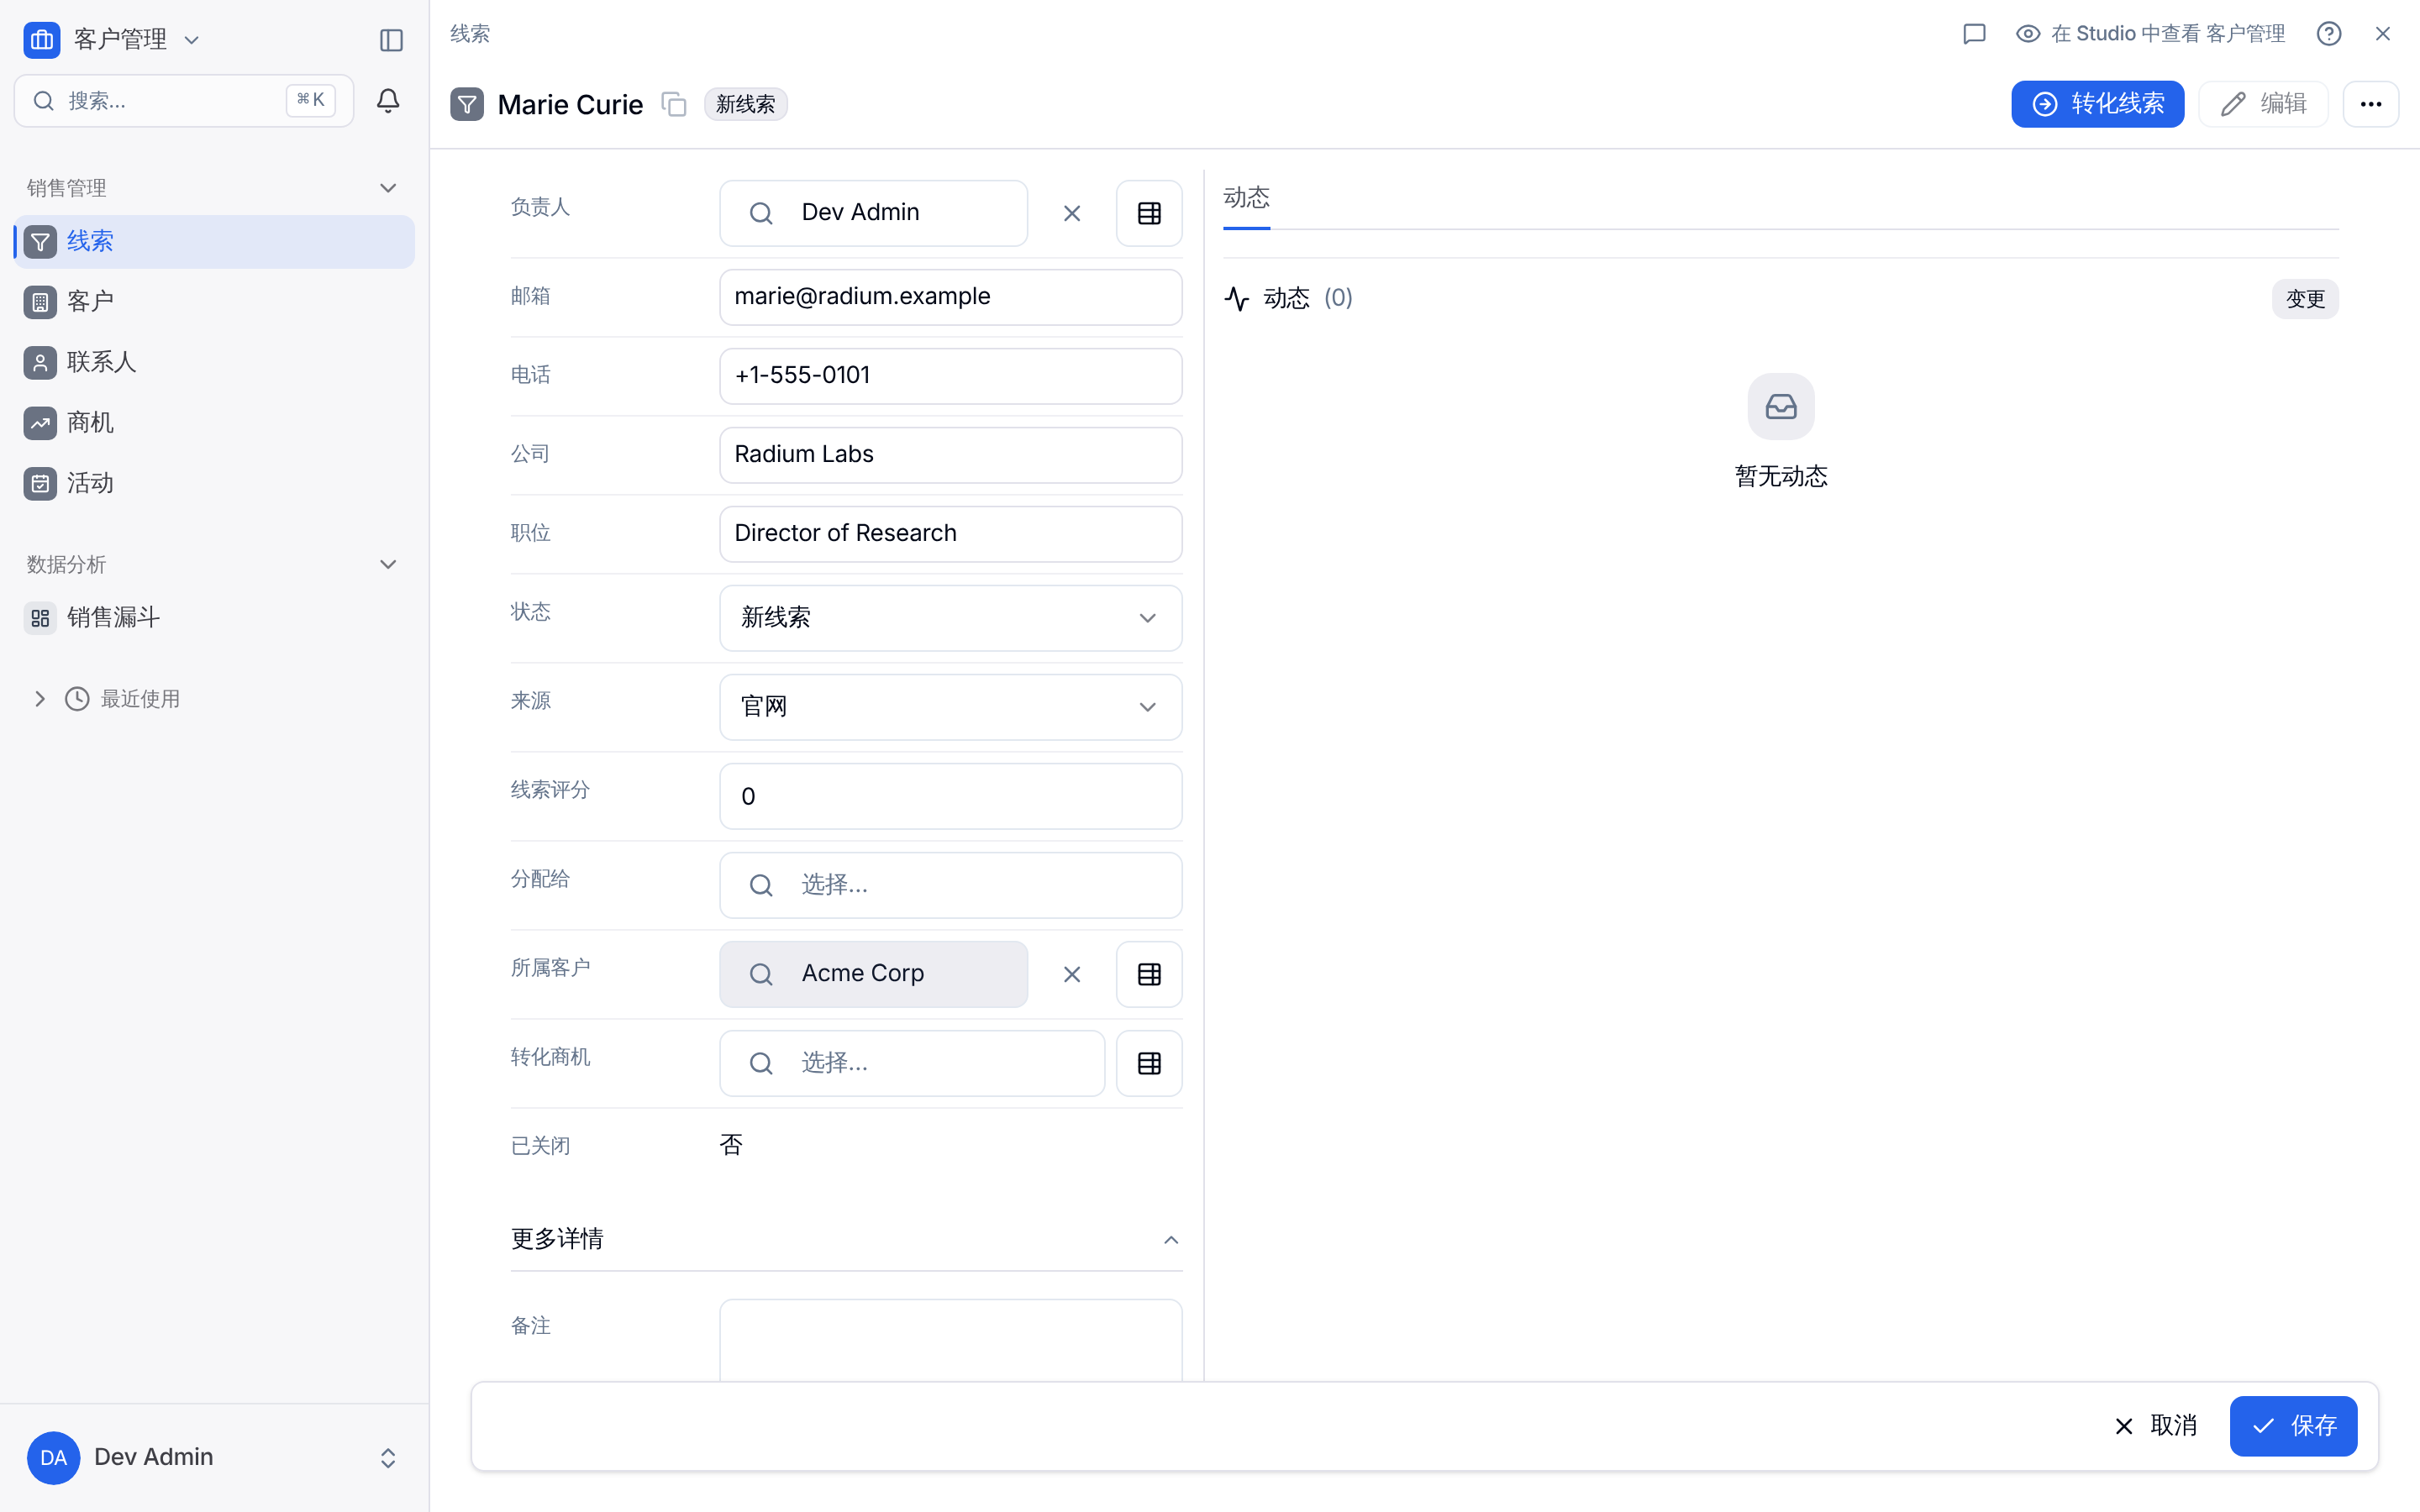 客户管理
搜索...
⌘K
销售管理
线索
客户
联系人
商机
活动
数据分析
销售漏斗
最近使用
DA
Dev Admin
线索
在 Studio 中查看 客户管理
Marie Curie
新线索
转化线索
编辑
负责人
Dev Admin
邮箱
marie@radium.example
电话
+1-555-0101
公司
Radium Labs
职位
Director of Research
状态
新线索
来源
官网
线索评分
0
分配给
选择...
所属客户
Acme Corp
转化商机
选择...
已关闭
否
更多详情
备注
动态
动态 (0)
变更
暂无动态
取消
保存